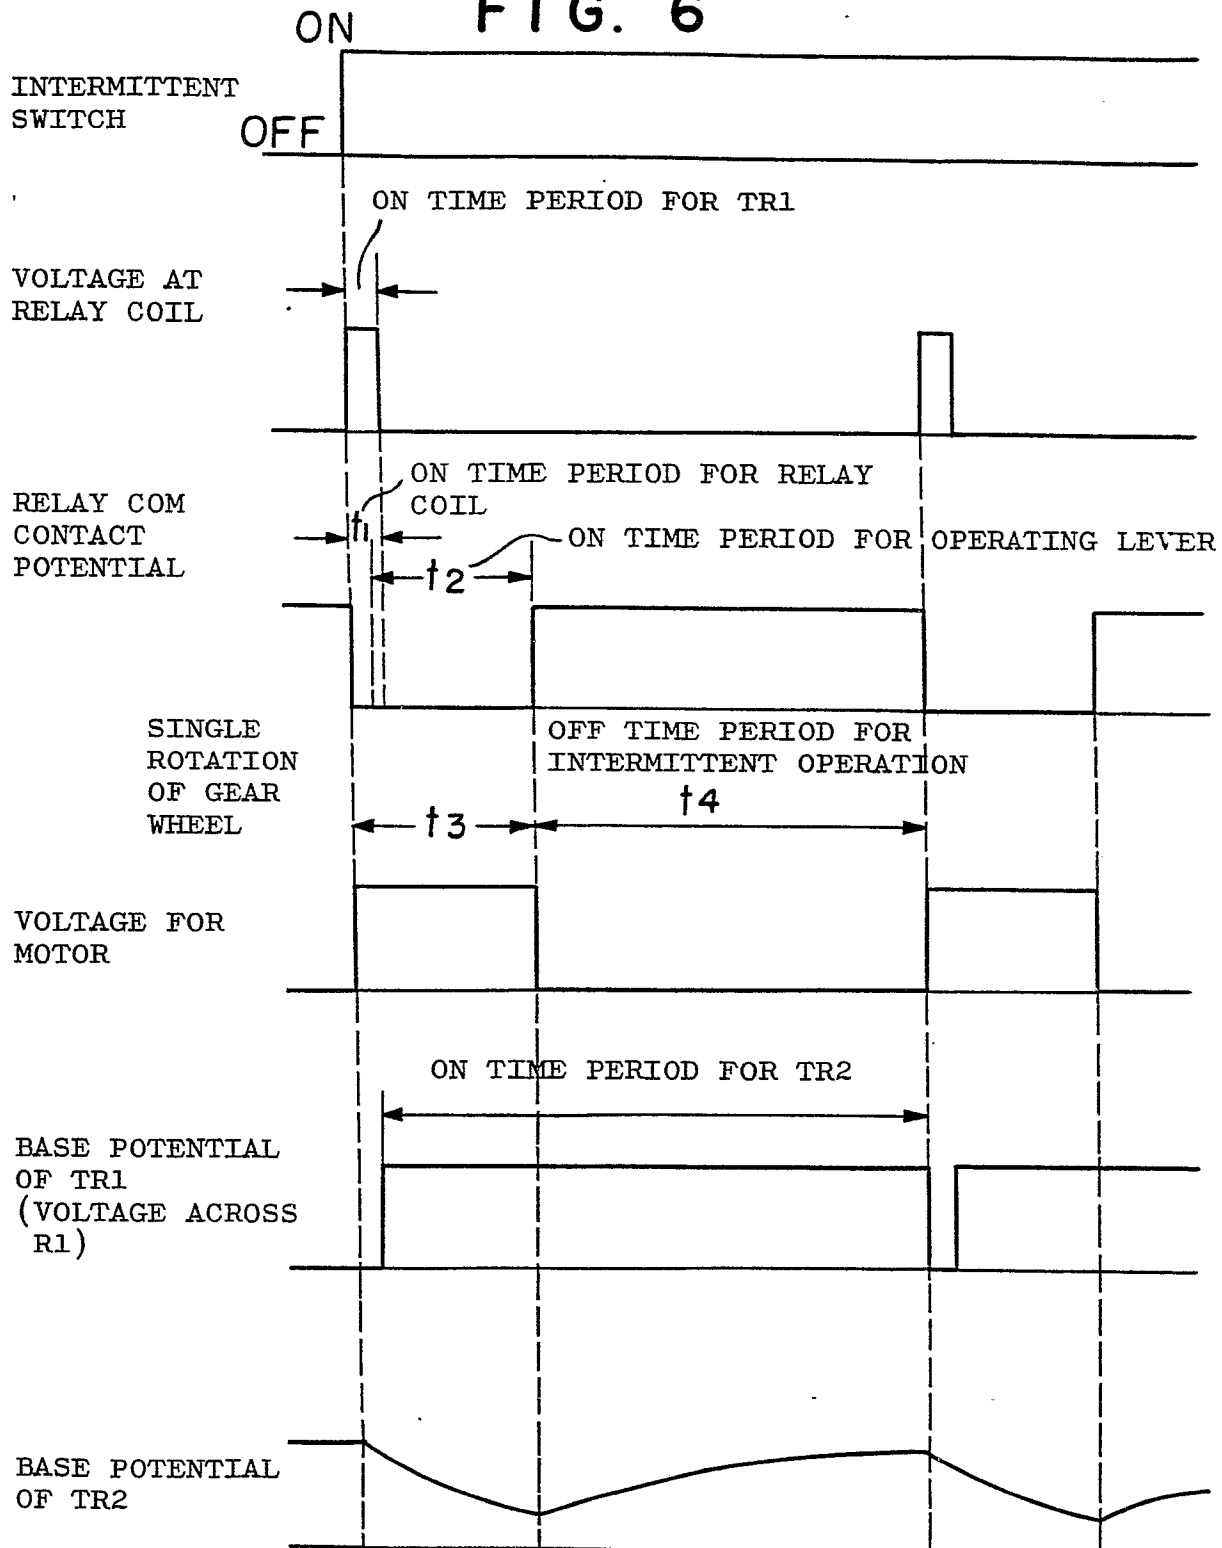 FIG. 6
ON
INTERMITTENT
SWITCH
OFF
ON TIME PERIOD FOR TR1
VOLTAGE AT
RELAY COIL
ON TIME PERIOD FOR RELAY
COIL
RELAY COM
CONTACT
POTENTIAL
t1
ON TIME PERIOD FOR OPERATING LEVER
t2
SINGLE
ROTATION
OF GEAR
WHEEL
OFF TIME PERIOD FOR
INTERMITTENT OPERATION
t3
t4
VOLTAGE FOR
MOTOR
ON TIME PERIOD FOR TR2
BASE POTENTIAL
OF TR1
(VOLTAGE ACROSS
R1)
BASE POTENTIAL
OF TR2